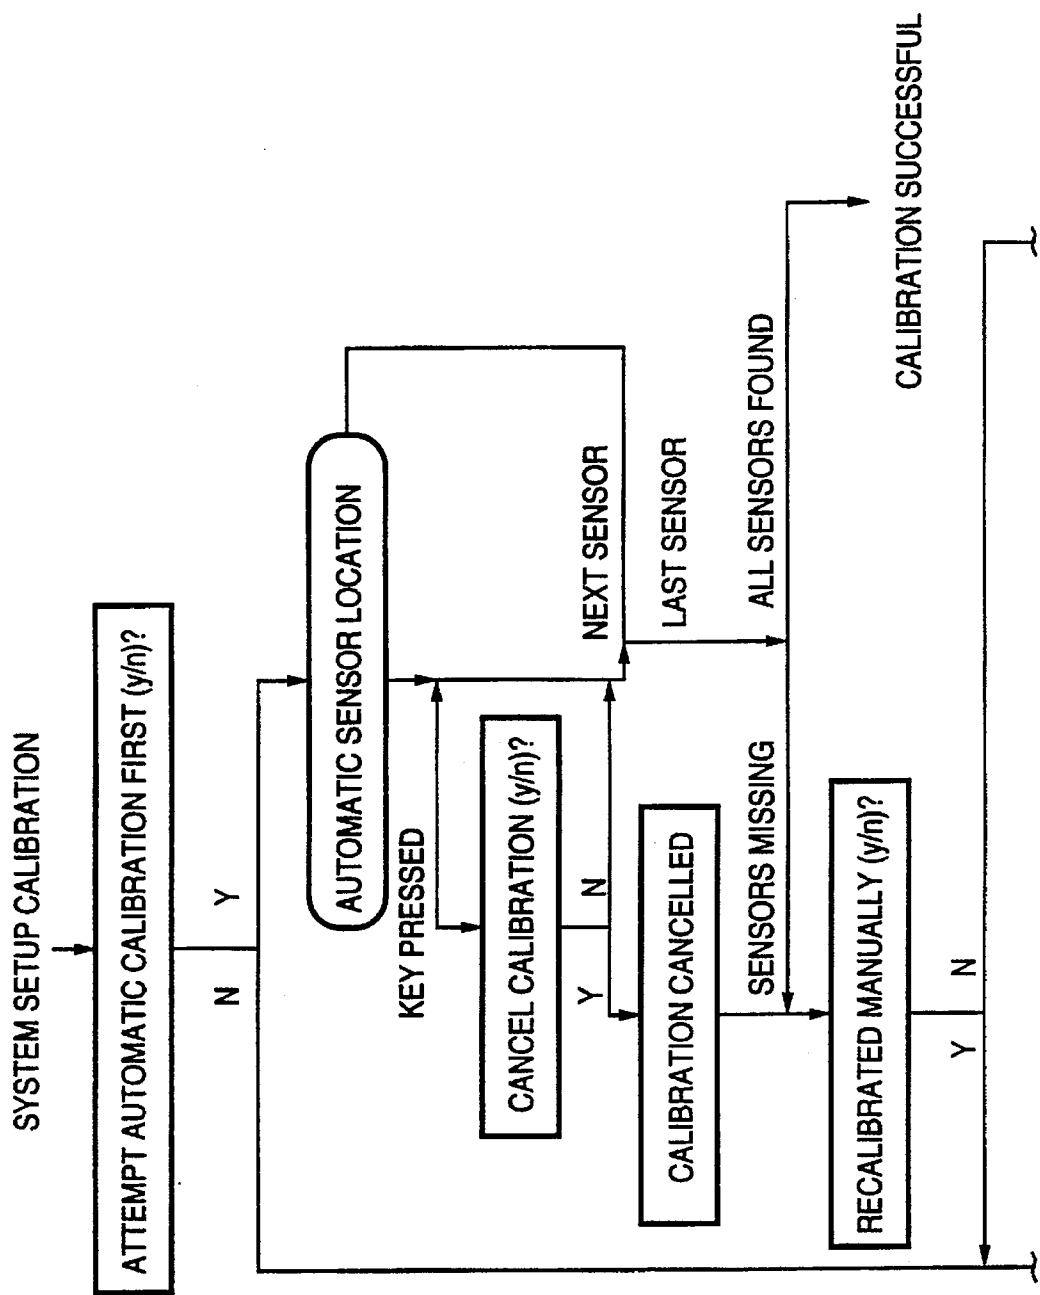 SYSTEM SETUP CALIBRATION
ATTEMPT AUTOMATIC CALIBRATION FIRST (y/n)?
N
Y
AUTOMATIC SENSOR LOCATION
KEY PRESSED
CANCEL CALIBRATION (y/n)?
NEXT SENSOR
Y
N
LAST SENSOR
CALIBRATION CANCELLED
SENSORS MISSING
ALL SENSORS FOUND
RECALIBRATED MANUALLY (y/n)?
CALIBRATION SUCCESSFUL
Y
N